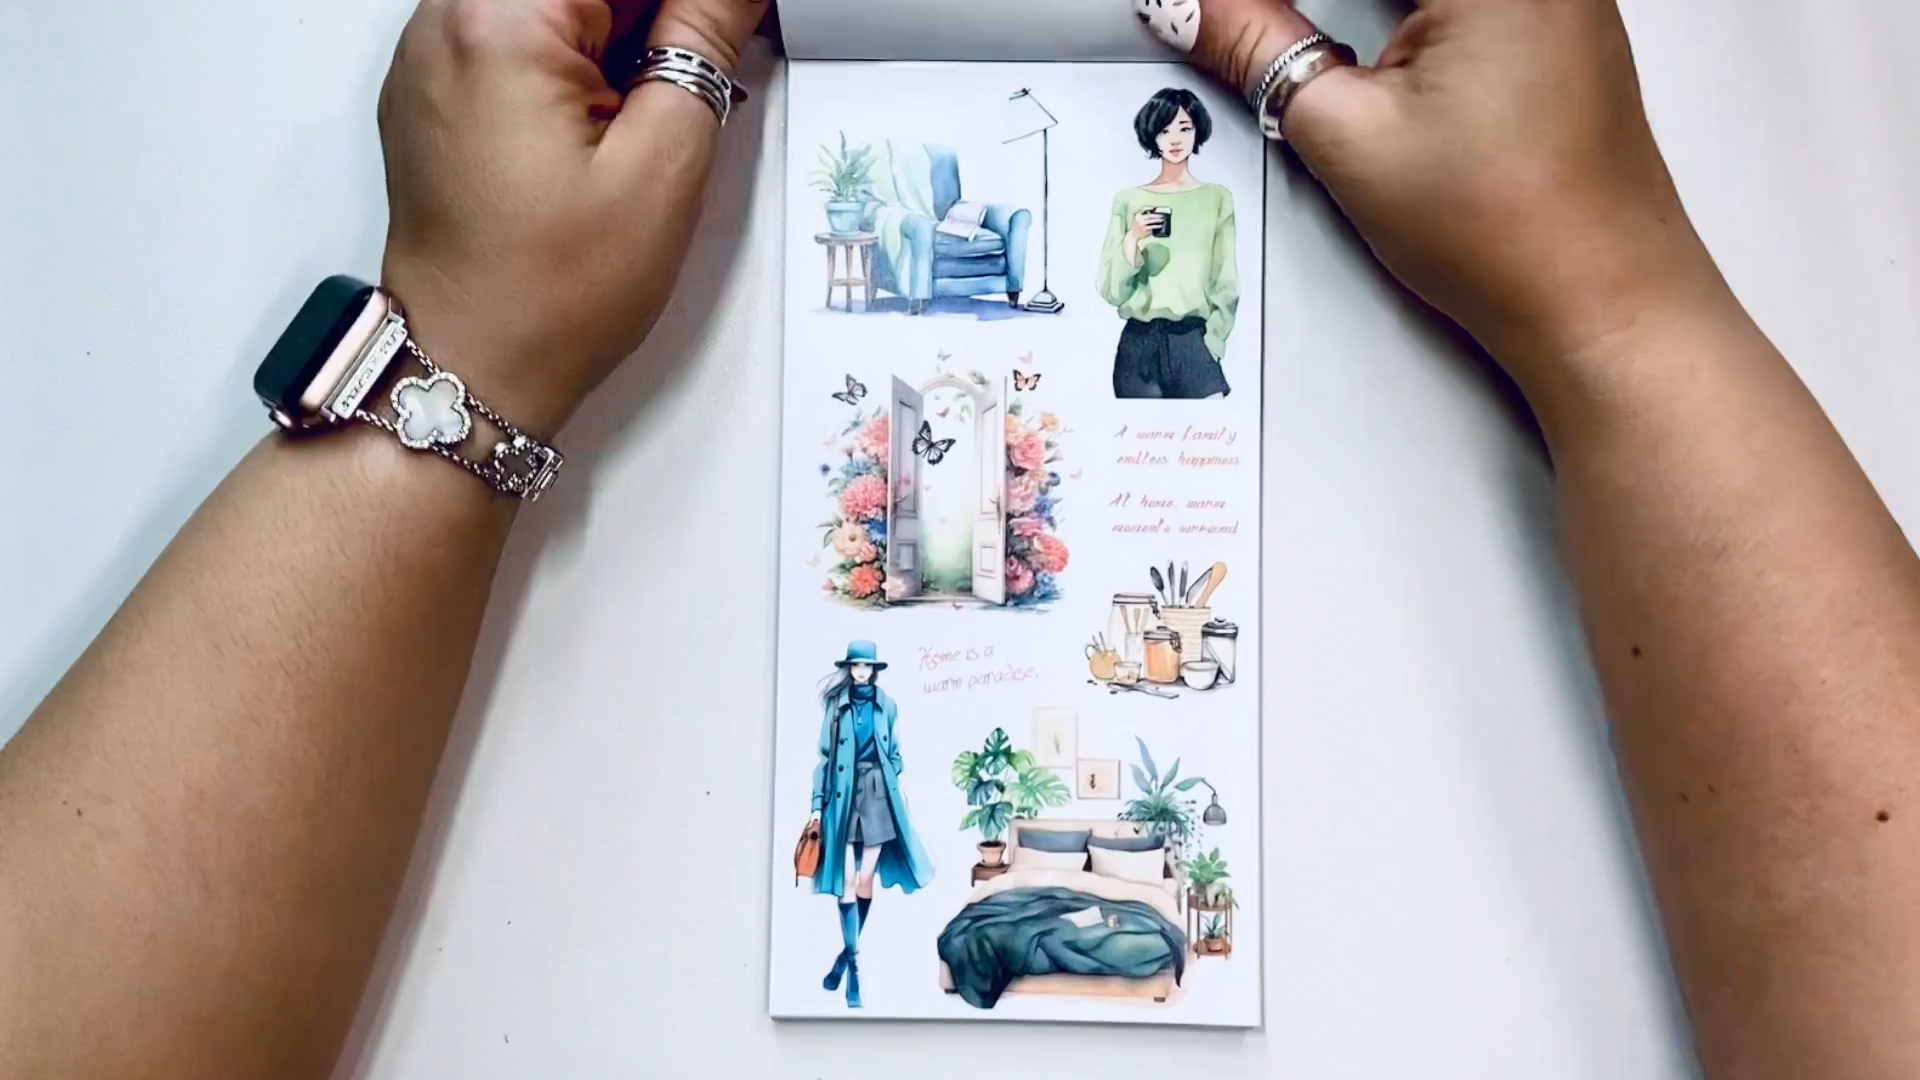 A warm family
endless happiness
At home, warm
moments surround
Home is a
warm paradise.